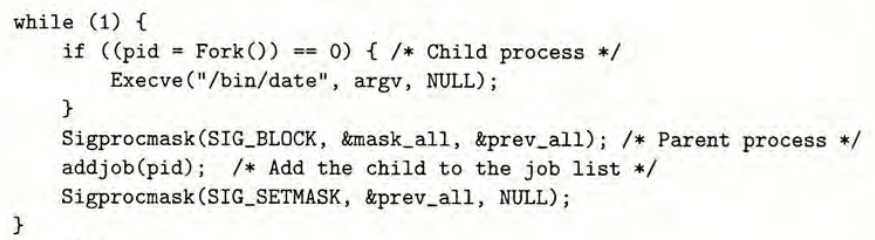 while (1) {
    if ((pid = Fork()) == 0) { /* Child process */
        Execve("/bin/date", argv, NULL);
    }
    Sigprocmask(SIG_BLOCK, &mask_all, &prev_all); /* Parent process */
    addjob(pid);  /* Add the child to the job list */
    Sigprocmask(SIG_SETMASK, &prev_all, NULL);
}